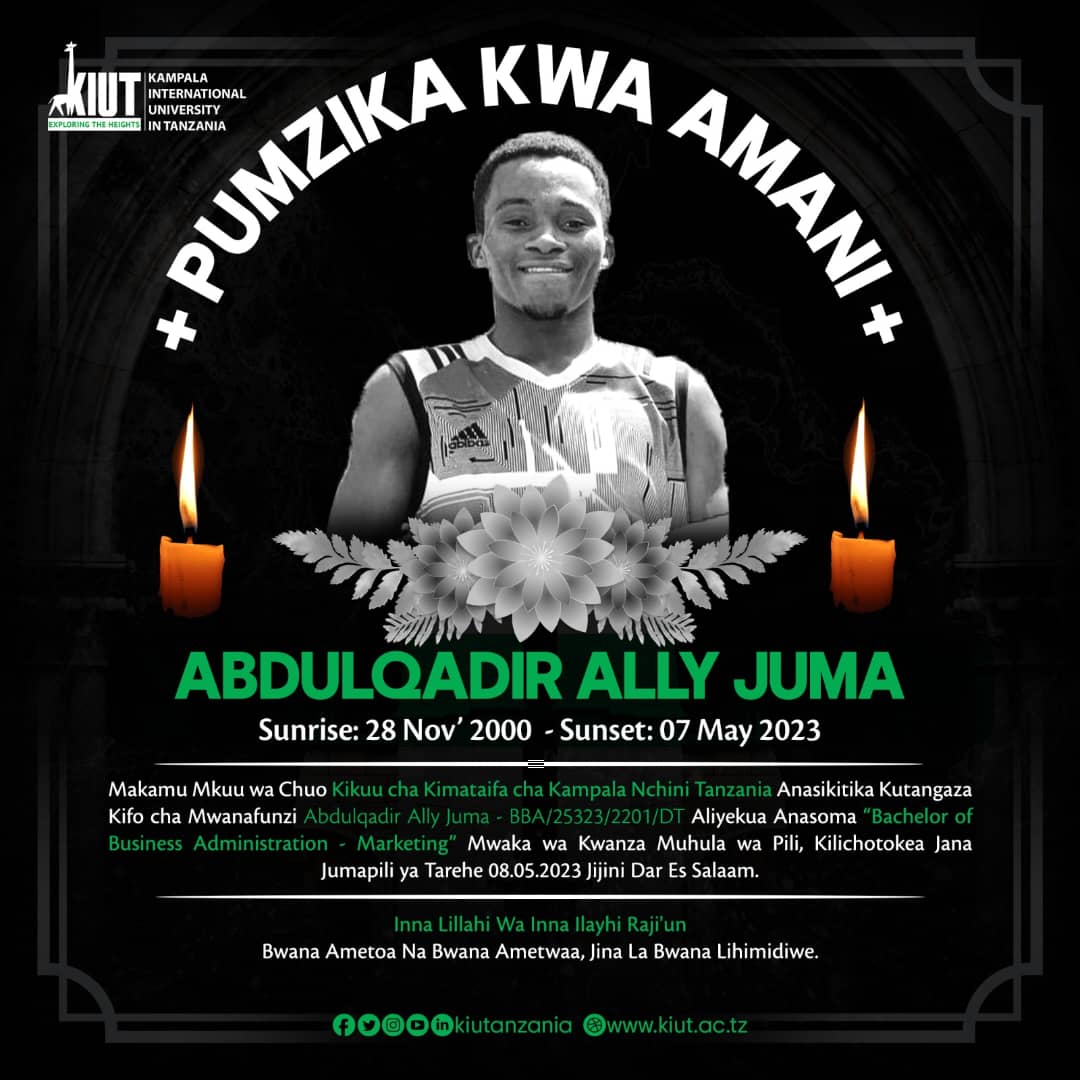 KIUT
EXPLORING THE HEIGHTS
KAMPALA
INTERNATIONAL
UNIVERSITY
IN TANZANIA
+ PUMZIKA KWA AMANI +
adidas
ABDULQADIR ALLY JUMA
Sunrise: 28 Nov’ 2000 - Sunset: 07 May 2023
Makamu Mkuu wa Chuo Kikuu cha Kimataifa cha Kampala Nchini Tanzania Anasikitika Kutangaza
Kifo cha Mwanafunzi Abdulqadir Ally Juma - BBA/25323/2201/DT Aliyekua Anasoma “Bachelor of
Business Administration - Marketing” Mwaka wa Kwanza Muhula wa Pili, Kilichotokea Jana
Jumapili ya Tarehe 08.05.2023 Jijini Dar Es Salaam.
Inna Lillahi Wa Inna Ilayhi Raji'un
Bwana Ametoa Na Bwana Ametwaa, Jina La Bwana Lihimidiwe.
kiutanzania www.kiut.ac.tz